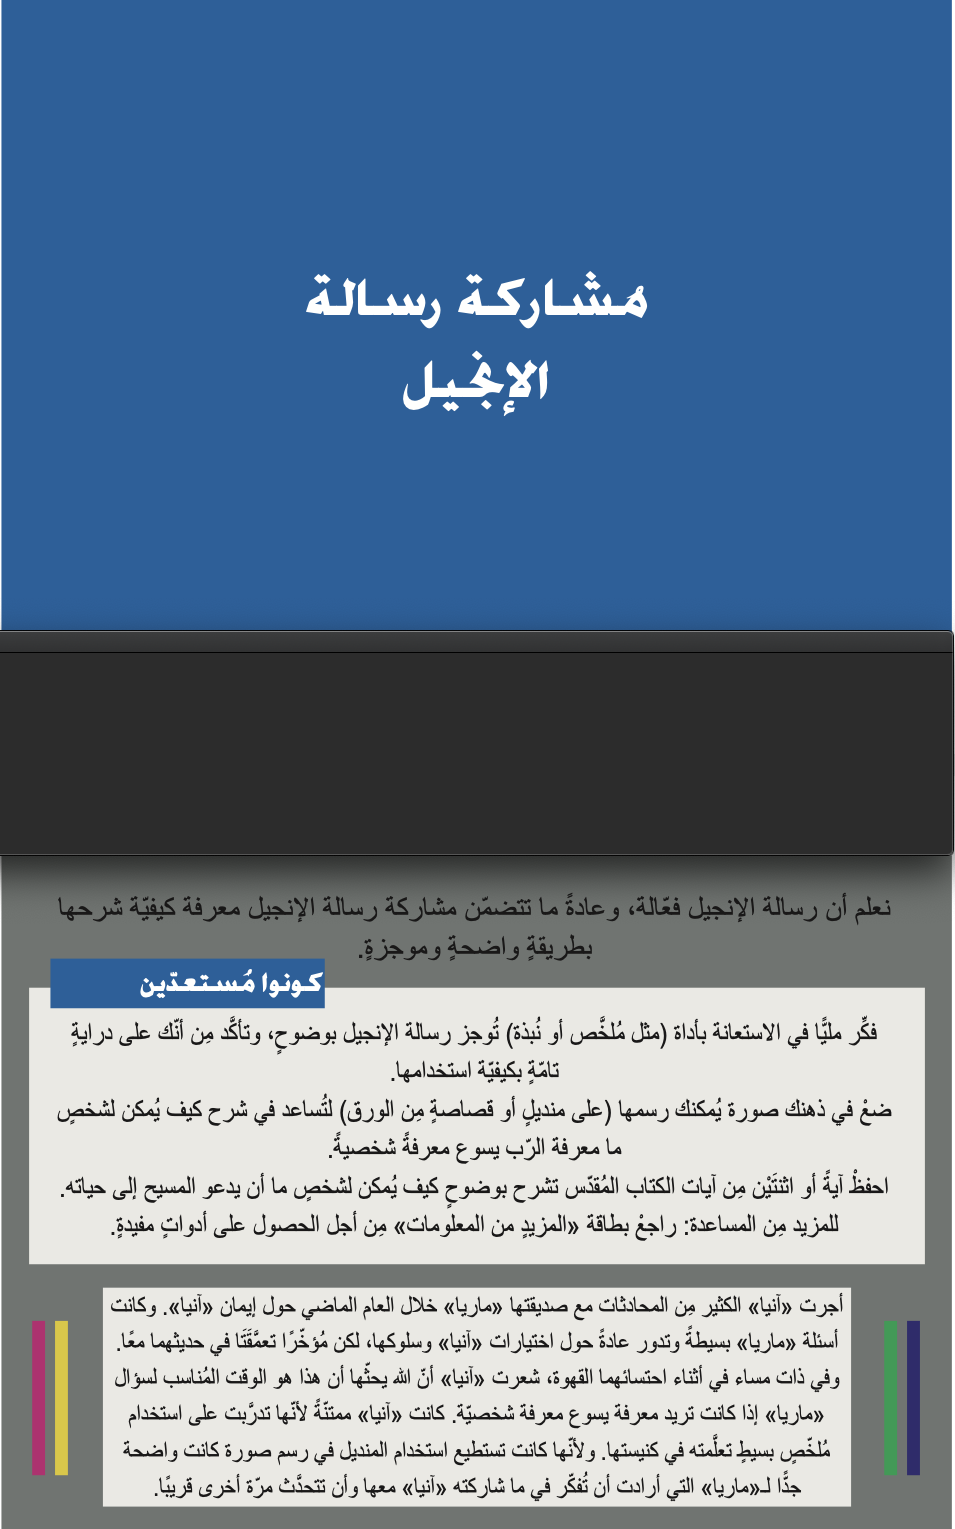 مُشاركة رسالة
الإنجيل
نعلم أن رسالة الإنجيل فعّالة، وعادةً ما تتضمّن مشاركة رسالة الإنجيل معرفة كيفيّة شرحها
بطريقةٍ واضحةٍ وموجزةٍ.
كونوا مُستعدّين
فكِّر مليًّا في الاستعانة بأداة (مثل مُلخَّص أو نُبذة) تُوجز رسالة الإنجيل بوضوحٍ، وتأكَّد مِن أنّك على درايةٍ
تامّةٍ بكيفيّة استخدامها.
ضعْ في ذهنك صورة يُمكنك رسمها (على منديلٍ أو قصاصةٍ مِن الورق) لتُساعد في شرح كيف يُمكن لشخصٍ
ما معرفة الرّب يسوع معرفةً شخصيةً.
احفظْ آيةً أو اثنتَيْن مِن آيات الكتاب المُقدّس تشرح بوضوحٍ كيف يُمكن لشخصٍ ما أن يدعو المسيح إلى حياته.
للمزيد مِن المساعدة: راجعْ بطاقة «المزيدٍ من المعلومات» مِن أجل الحصول على أدواتٍ مفيدةٍ.
أجرت «آنيا» الكثير مِن المحادثات مع صديقتها «ماريا» خلال العام الماضي حول إيمان «آنيا». وكانت
أسئلة «ماريا» بسيطةً وتدور عادةً حول اختيارات «آنيا» وسلوكها، لكن مُؤخّرًا تعمَّقَتَا في حديثهما معًا.
وفي ذات مساء في أثناء احتسائهما القهوة، شعرت «آنيا» أنّ الله يحثّها أن هذا هو الوقت المُناسب لسؤال
«ماريا» إذا كانت تريد معرفة يسوع معرفة شخصيّة. كانت «آنيا» ممتنّةً لأنّها تدرَّبت على استخدام
مُلخّصٍ بسيطٍ تعلَّمته في كنيستها. ولأنّها كانت تستطيع استخدام المنديل في رسم صورة كانت واضحة
جدًّا لـ«ماريا» التي أرادت أن تُفكّر في ما شاركته «آنيا» معها وأن تتحدَّث مرّة أخرى قريبًا.